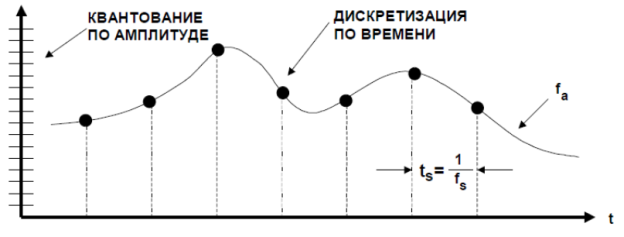 КВАНТОВАНИЕ
ПО АМПЛИТУДЕ
ДИСКРЕТИЗАЦИЯ
ПО ВРЕМЕНИ
fa
ts = 1/fs
t